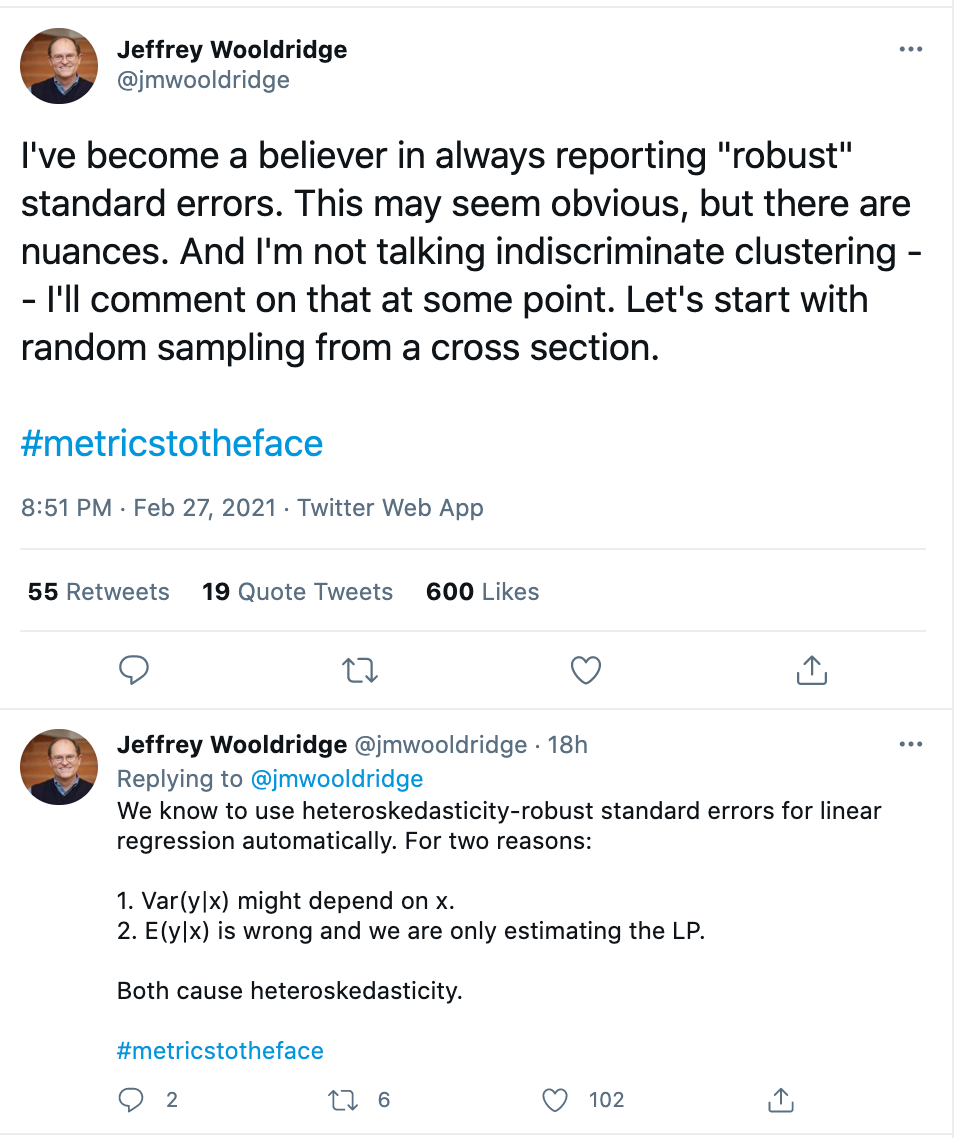 Jeffrey Wooldridge
@jmwooldridge
I've become a believer in always reporting "robust"
standard errors. This may seem obvious, but there are
nuances. And I'm not talking indiscriminate clustering -
- I'll comment on that at some point. Let's start with
random sampling from a cross section.
#metricstotheface
8:51 PM · Feb 27, 2021 · Twitter Web App
55 Retweets 19 Quote Tweets 600 Likes
Jeffrey Wooldridge @jmwooldridge · 18h
Replying to @jmwooldridge
We know to use heteroskedasticity-robust standard errors for linear
regression automatically. For two reasons:
1. Var(y|x) might depend on x.
2. E(y|x) is wrong and we are only estimating the LP.
Both cause heteroskedasticity.
#metricstotheface
2 6 102